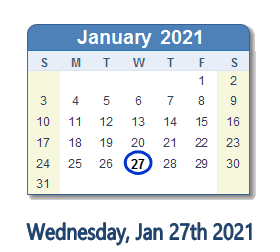 January 2021
S M T W T F S
1 2
3 4 5 6 7 8 9
10 11 12 13 14 15 16
17 18 19 20 21 22 23
24 25 26 27 28 29 30
31
Wednesday, Jan 27th 2021